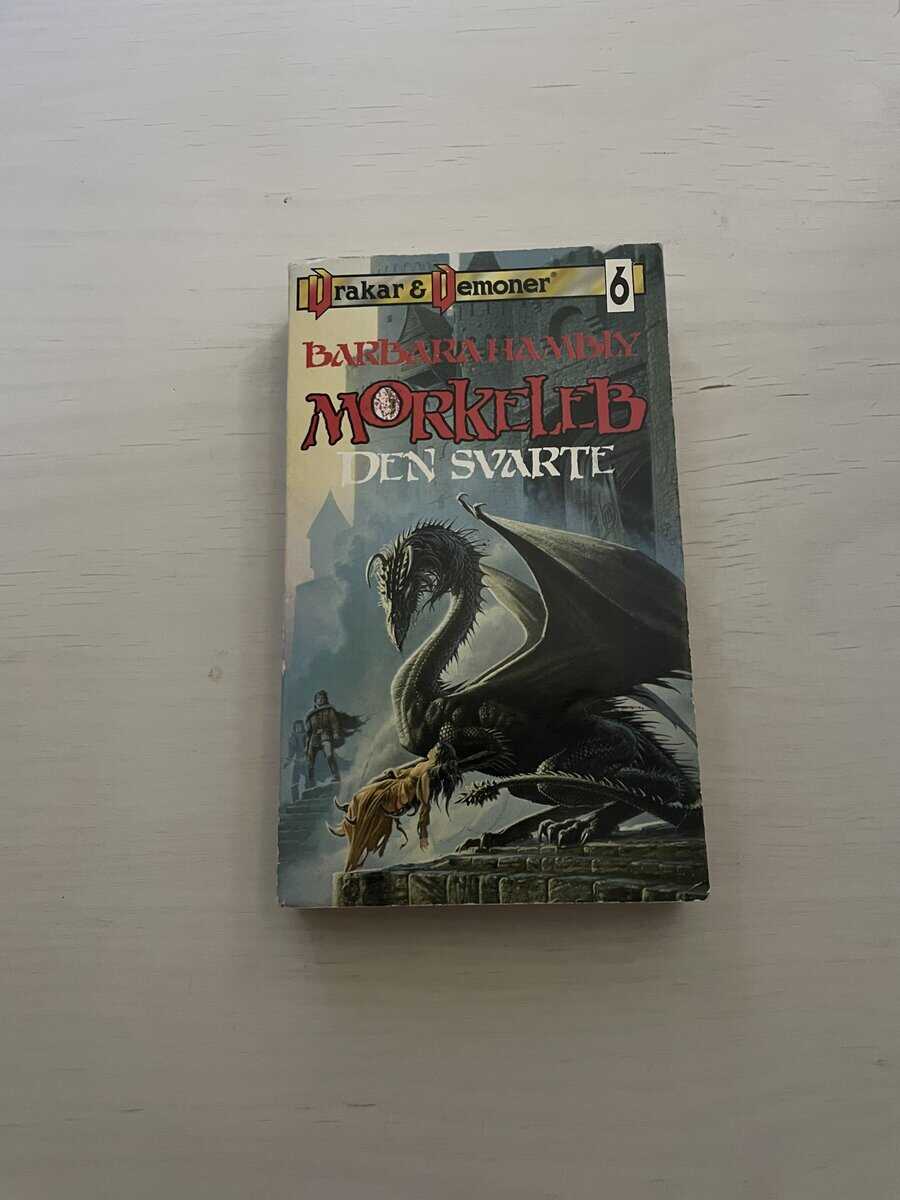 Drakar & Demoner® 6
BARBARA HAMBLY
MORKELEB
DEN SVARTE